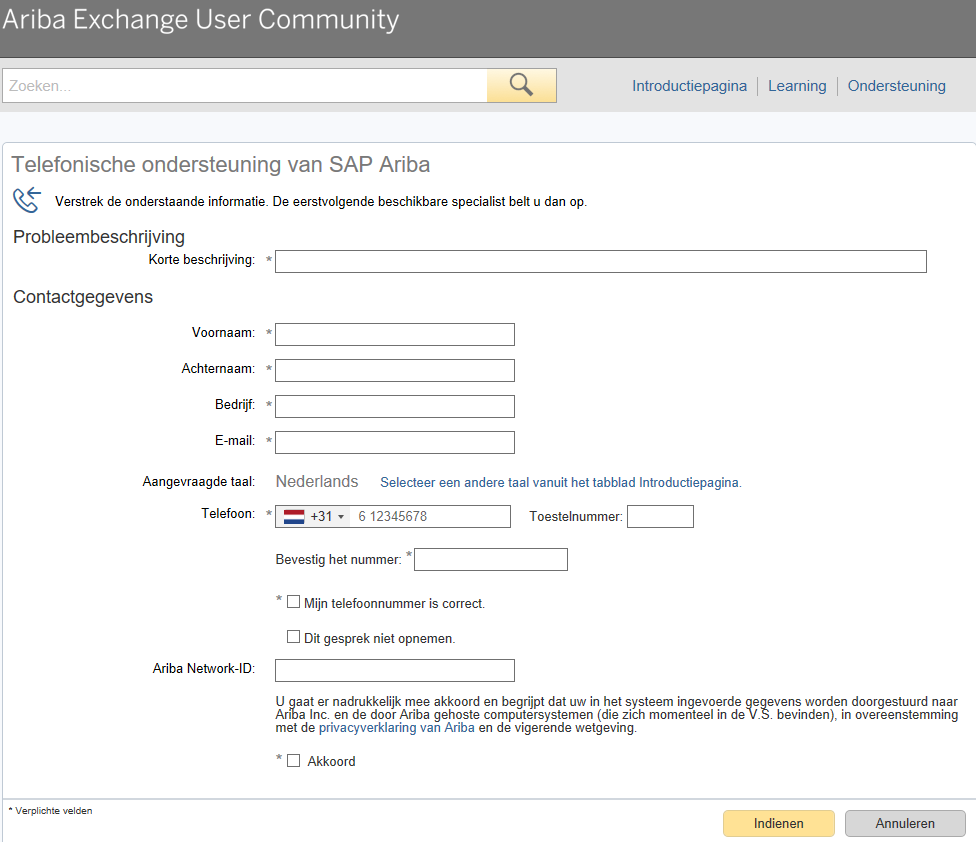 Ariba Exchange User Community
Zoeken...
Introductiepagina Learning Ondersteuning
Telefonische ondersteuning van SAP Ariba
Verstrek de onderstaande informatie. De eerstvolgende beschikbare specialist belt u dan op.
Probleembeschrijving
Korte beschrijving: *
Contactgegevens
Voornaam: *
Achternaam: *
Bedrijf: *
E-mail: *
Aangevraagde taal: Nederlands Selecteer een andere taal vanuit het tabblad Introductiepagina.
Telefoon: * +31 6 12345678 Toestelnummer:
Bevestig het nummer: *
* Mijn telefoonnummer is correct.
Dit gesprek niet opnemen.
Ariba Network-ID:
U gaat er nadrukkelijk mee akkoord en begrijpt dat uw in het systeem ingevoerde gegevens worden doorgestuurd naar
Ariba Inc. en de door Ariba gehoste computersystemen (die zich momenteel in de V.S. bevinden), in overeenstemming
met de privacyverklaring van Ariba en de vigerende wetgeving.
* Akkoord
* Verplichte velden
Indienen Annuleren